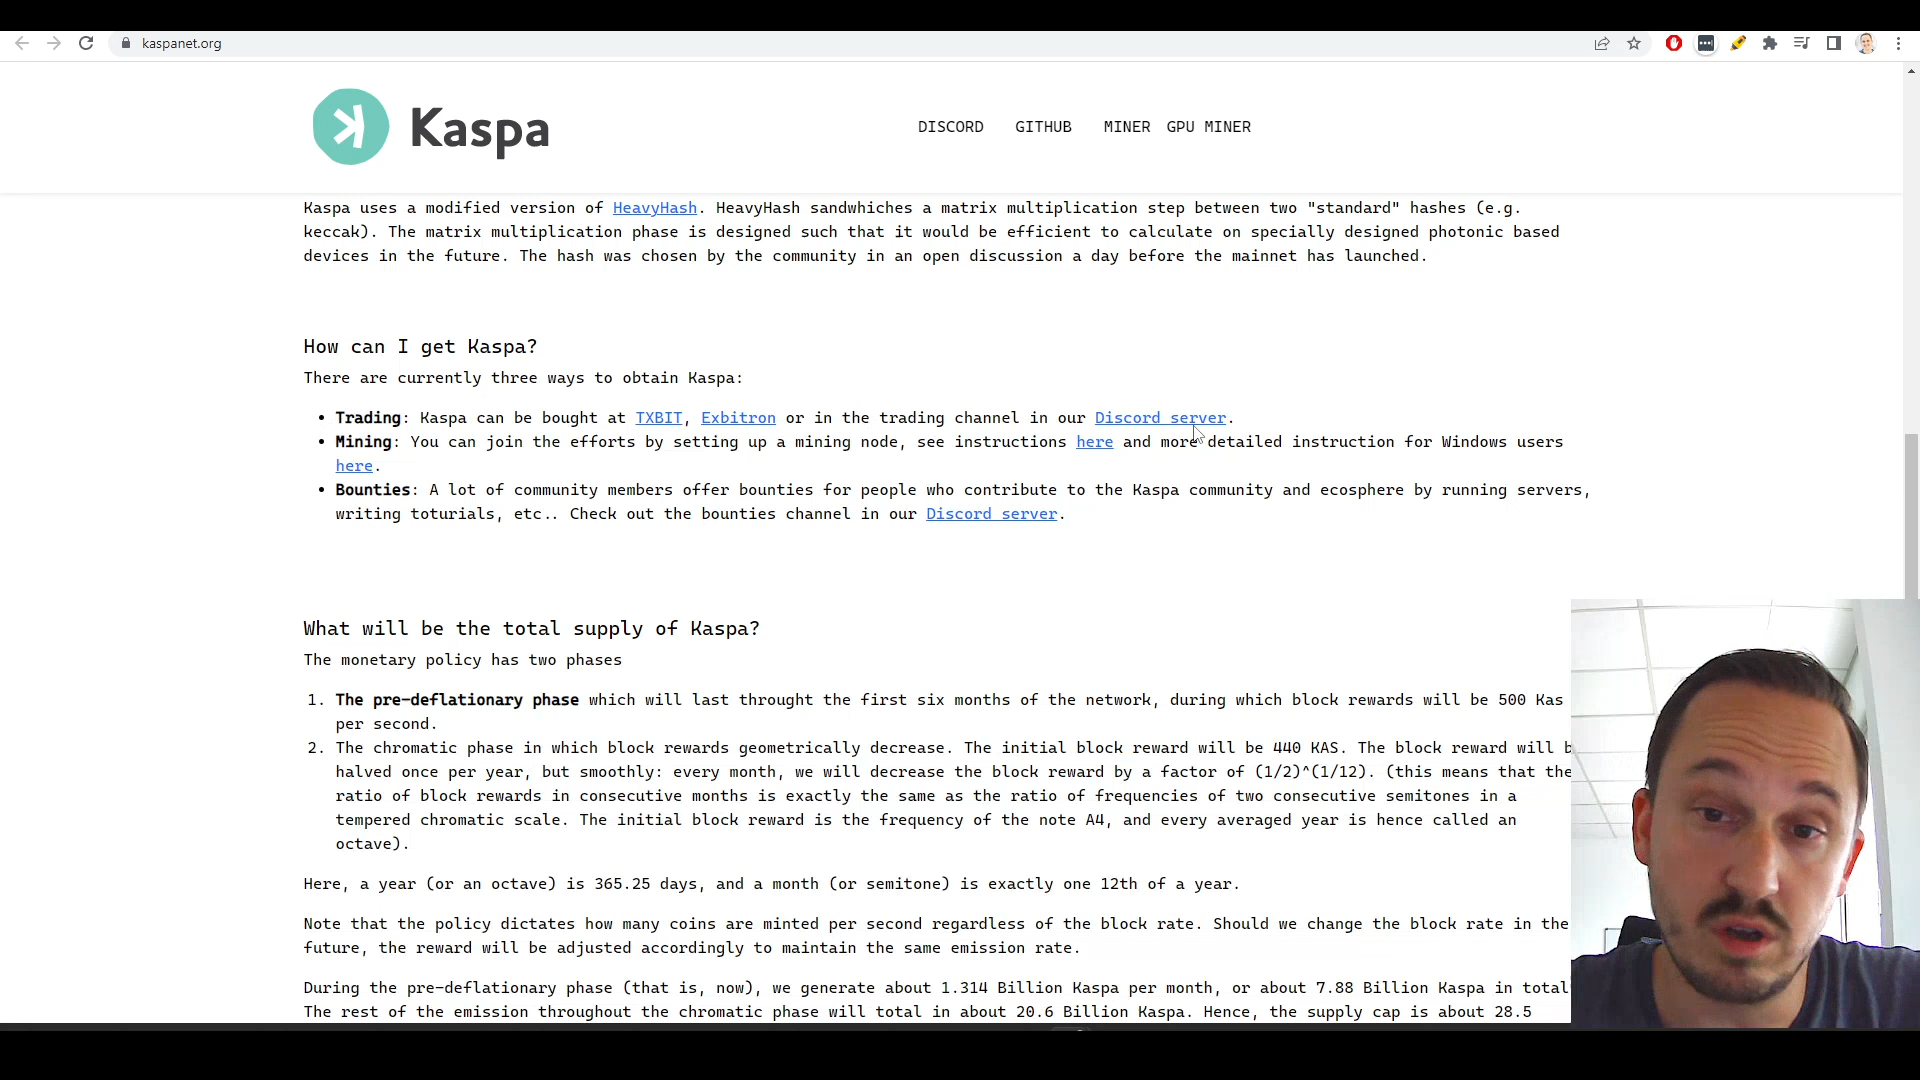 kaspanet.org
Kaspa
DISCORD GITHUB MINER GPU MINER
Kaspa uses a modified version of HeavyHash. HeavyHash sandwhiches a matrix multiplication step between two "standard" hashes (e.g.
keccak). The matrix multiplication phase is designed such that it would be efficient to calculate on specially designed photonic based
devices in the future. The hash was chosen by the community in an open discussion a day before the mainnet has launched.
How can I get Kaspa?
There are currently three ways to obtain Kaspa:
• Trading: Kaspa can be bought at TXBIT, Exbitron or in the trading channel in our Discord server.
• Mining: You can join the efforts by setting up a mining node, see instructions here and more detailed instruction for Windows users
here.
• Bounties: A lot of community members offer bounties for people who contribute to the Kaspa community and ecosphere by running servers,
writing toturials, etc.. Check out the bounties channel in our Discord server.
What will be the total supply of Kaspa?
The monetary policy has two phases
1. The pre-deflationary phase which will last throught the first six months of the network, during which block rewards will be 500 Kas
per second.
2. The chromatic phase in which block rewards geometrically decrease. The initial block reward will be 440 KAS. The block reward will b
halved once per year, but smoothly: every month, we will decrease the block reward by a factor of (1/2)^(1/12). (this means that the
ratio of block rewards in consecutive months is exactly the same as the ratio of frequencies of two consecutive semitones in a
tempered chromatic scale. The initial block reward is the frequency of the note A4, and every averaged year is hence called an
octave).
Here, a year (or an octave) is 365.25 days, and a month (or semitone) is exactly one 12th of a year.
Note that the policy dictates how many coins are minted per second regardless of the block rate. Should we change the block rate in the
future, the reward will be adjusted accordingly to maintain the same emission rate.
During the pre-deflationary phase (that is, now), we generate about 1.314 Billion Kaspa per month, or about 7.88 Billion Kaspa in total
The rest of the emission throughout the chromatic phase will total in about 20.6 Billion Kaspa. Hence, the supply cap is about 28.5